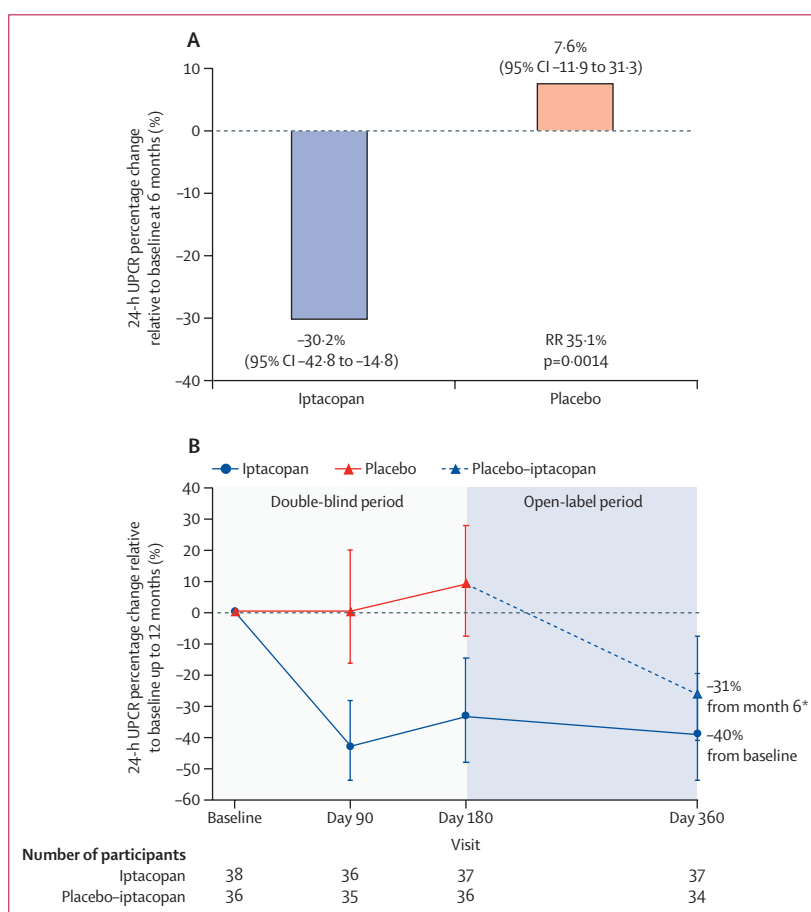 A
24-h UPCR percentage change
relative to baseline at 6 months (%)
10
0
–10
–20
–30
–40
7·6%
(95% CI –11·9 to 31·3)
–30·2%
(95% CI –42·8 to –14·8)
RR 35·1%
p=0·0014
Iptacopan
Placebo
B
Iptacopan
Placebo
Placebo–iptacopan
24-h UPCR percentage change relative
to baseline up to 12 months (%)
40
30
20
10
0
–10
–20
–30
–40
–50
–60
Double-blind period
Open-label period
–31%
from month 6*
–40%
from baseline
Baseline Day 90 Day 180 Day 360
Visit
Number of participants
Iptacopan 38 36 37 37
Placebo–iptacopan 36 35 36 34